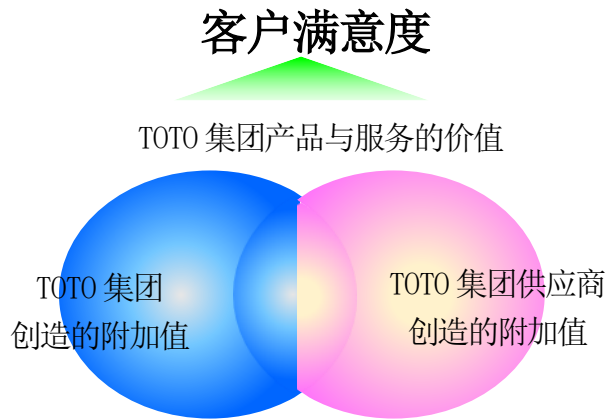 客户满意度
TOTO 集团产品与服务的价值
TOTO 集团
创造的附加值
TOTO 集团供应商
创造的附加值